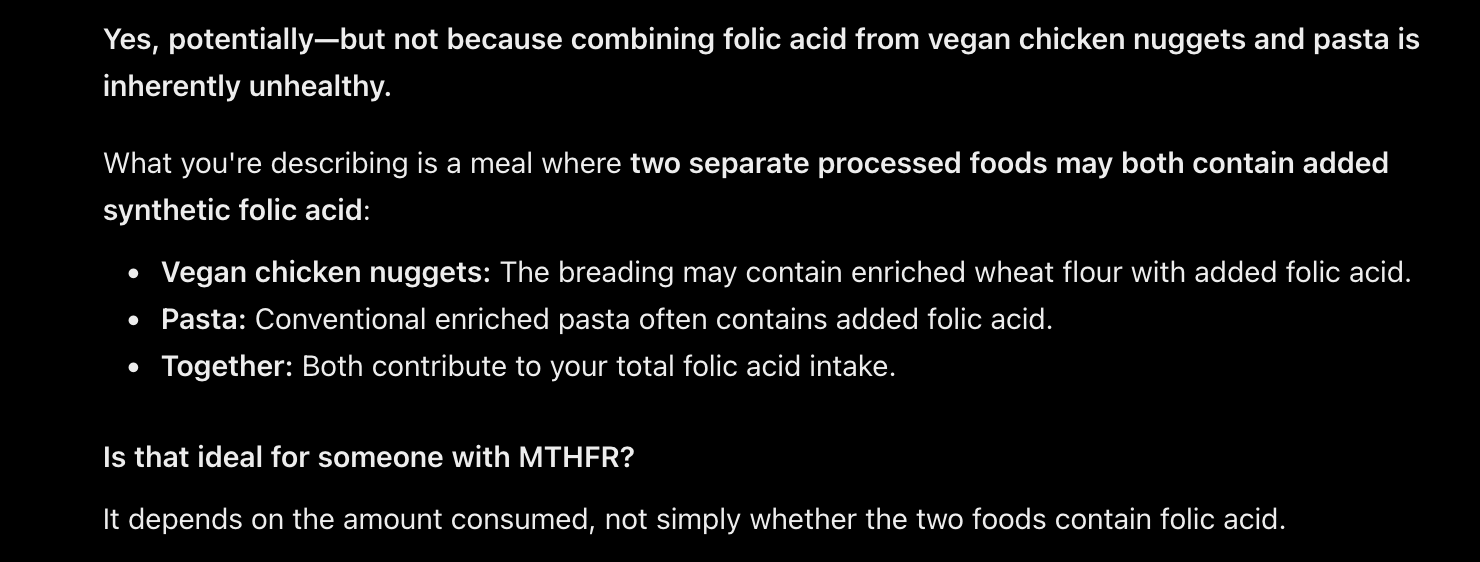 Yes, potentially—but not because combining folic acid from vegan chicken nuggets and pasta is
inherently unhealthy.
What you're describing is a meal where two separate processed foods may both contain added
synthetic folic acid:
• Vegan chicken nuggets: The breading may contain enriched wheat flour with added folic acid.
• Pasta: Conventional enriched pasta often contains added folic acid.
• Together: Both contribute to your total folic acid intake.
Is that ideal for someone with MTHFR?
It depends on the amount consumed, not simply whether the two foods contain folic acid.